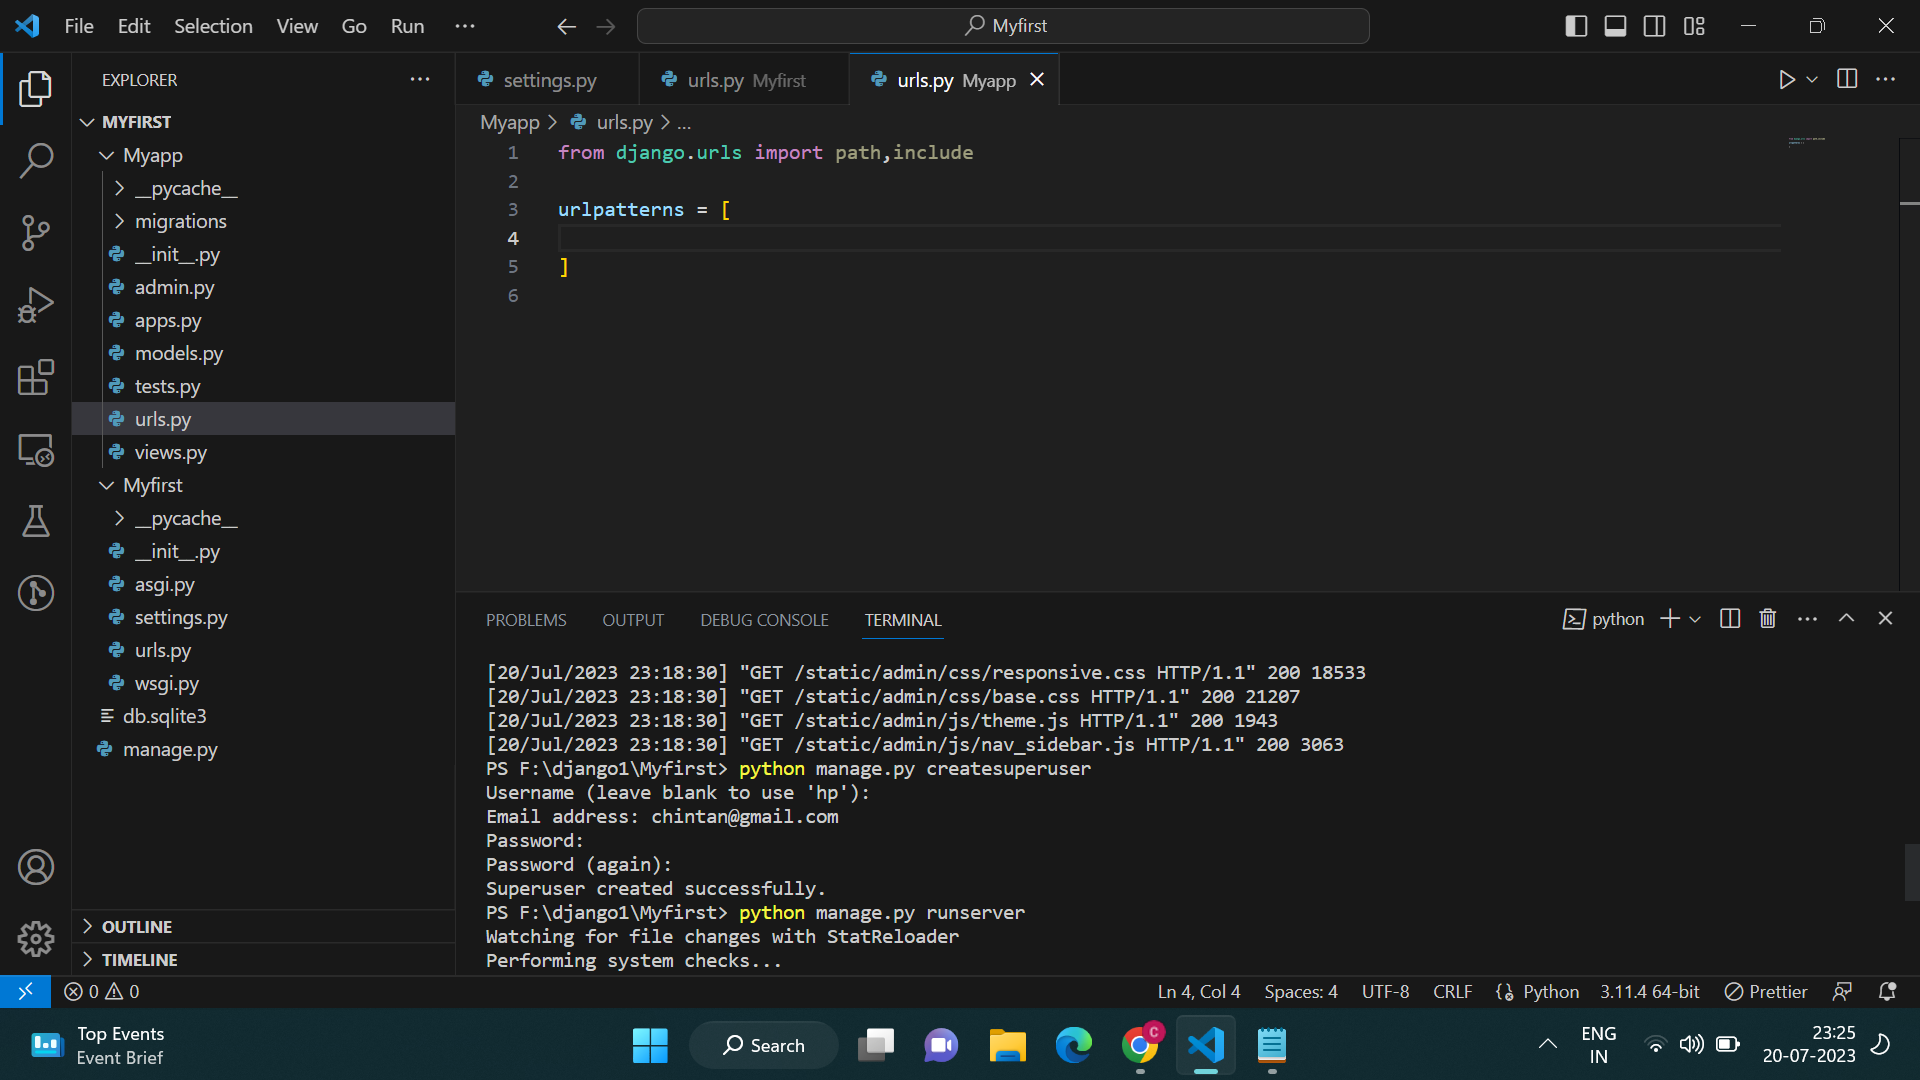 File Edit Selection View Go Run ...
Myfirst
EXPLORER
MYFIRST
Myapp
__pycache__
migrations
__init__.py
admin.py
apps.py
models.py
tests.py
urls.py
views.py
Myfirst
__pycache__
__init__.py
asgi.py
settings.py
urls.py
wsgi.py
db.sqlite3
manage.py
OUTLINE
TIMELINE
settings.py urls.py Myfirst urls.py Myapp
Myapp > urls.py > ...
1 from django.urls import path,include
2
3 urlpatterns = [
4
5 ]
6
PROBLEMS OUTPUT DEBUG CONSOLE TERMINAL python
[20/Jul/2023 23:18:30] "GET /static/admin/css/responsive.css HTTP/1.1" 200 18533
[20/Jul/2023 23:18:30] "GET /static/admin/css/base.css HTTP/1.1" 200 21207
[20/Jul/2023 23:18:30] "GET /static/admin/js/theme.js HTTP/1.1" 200 1943
[20/Jul/2023 23:18:30] "GET /static/admin/js/nav_sidebar.js HTTP/1.1" 200 3063
PS F:\django1\Myfirst> python manage.py createsuperuser
Username (leave blank to use 'hp'):
Email address: chintan@gmail.com
Password:
Password (again):
Superuser created successfully.
PS F:\django1\Myfirst> python manage.py runserver
Watching for file changes with StatReloader
Performing system checks...
0 0 Ln 4, Col 4 Spaces: 4 UTF-8 CRLF Python 3.11.4 64-bit Prettier
Top Events
Event Brief
Search
C
ENG
IN
23:25
20-07-2023